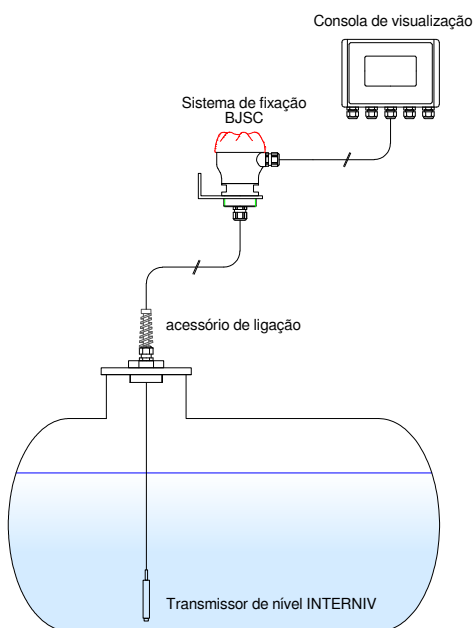 Consola de visualização
Sistema de fixação
BJSC
acessório de ligação
Transmissor de nível INTERNIV